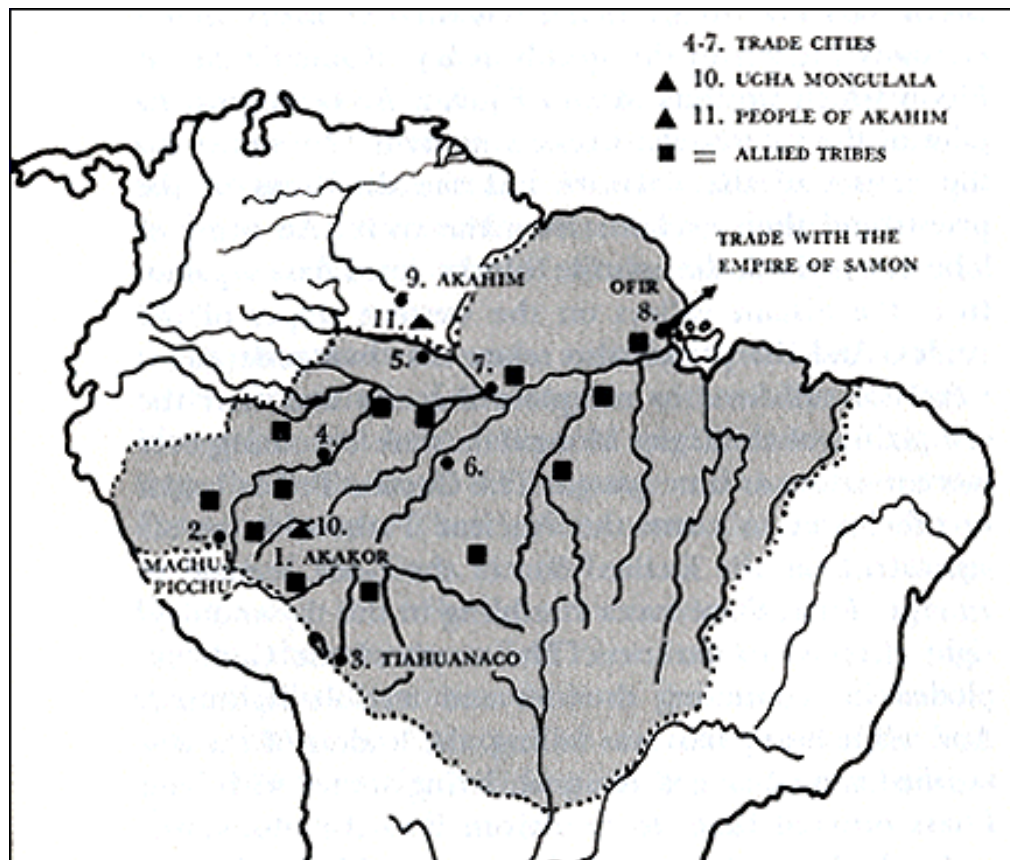 4-7. TRADE CITIES
▲ 10. UGHA MONGULALA
▲ 11. PEOPLE OF AKAHIM
■ = ALLIED TRIBES
TRADE WITH THE
EMPIRE OF SAMON
OFIR
8.
9. AKAHIM
11.
5.
7.
4.
6.
2.
10.
MACHU
PICCHU
1. AKAKOR
3. TIAHUANACO